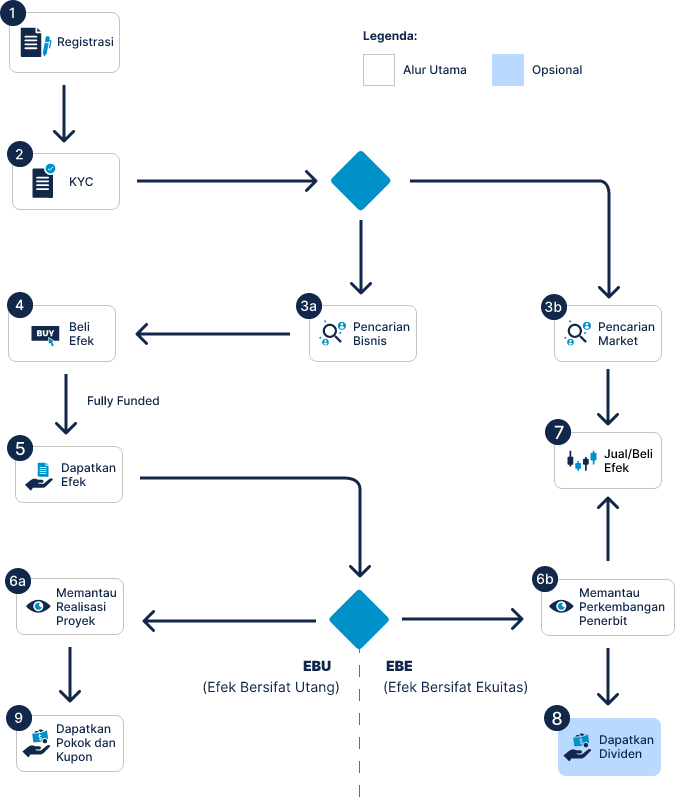 1
Registrasi
Legenda:
Alur Utama
Opsional
2
KYC
4
Beli
Efek
BUY
3a
Pencarian
Bisnis
3b
Pencarian
Market
Fully Funded
5
Dapatkan
Efek
7
Jual/Beli
Efek
6a
Memantau
Realisasi
Proyek
6b
Memantau
Perkembangan
Penerbit
EBU
(Efek Bersifat Utang)
EBE
(Efek Bersifat Ekuitas)
9
Dapatkan
Pokok dan
Kupon
8
Dapatkan
Dividen